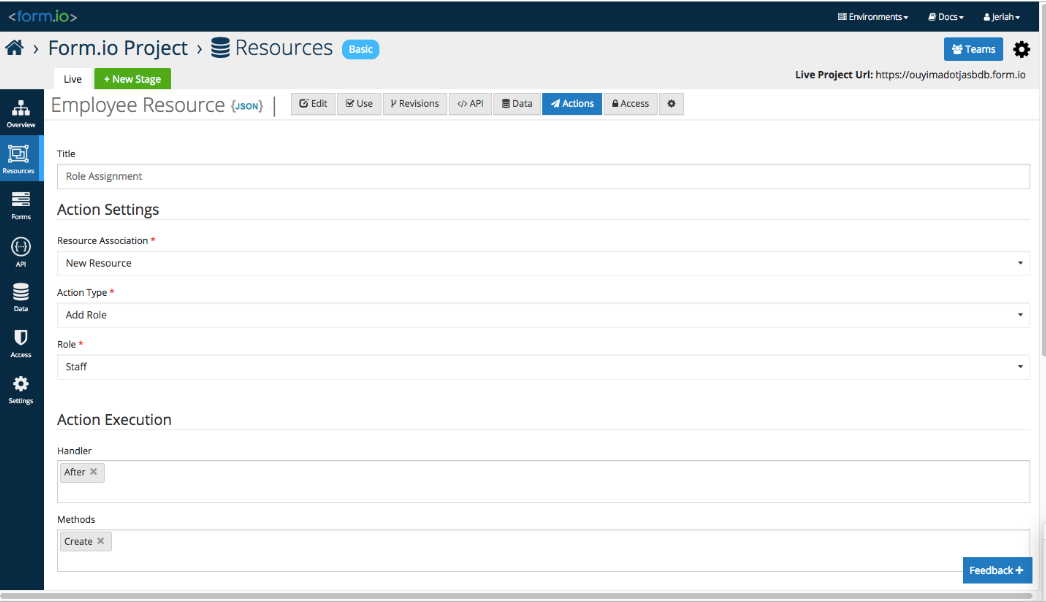 <form.io>
Environments
Docs
Jerlah
Form.io Project
Resources
Basic
Teams
Live
+ New Stage
Live Project Url: https://ouyimadotjasbdb.form.io
Employee Resource {JSON}
Edit
Use
Revisions
</> API
Data
Actions
Access
Overview
Resources
Forms
API
Data
Access
Settings
Title
Role Assignment
Action Settings
Resource Association *
New Resource
Action Type *
Add Role
Role *
Staff
Action Execution
Handler
After ×
Methods
Create ×
Feedback +